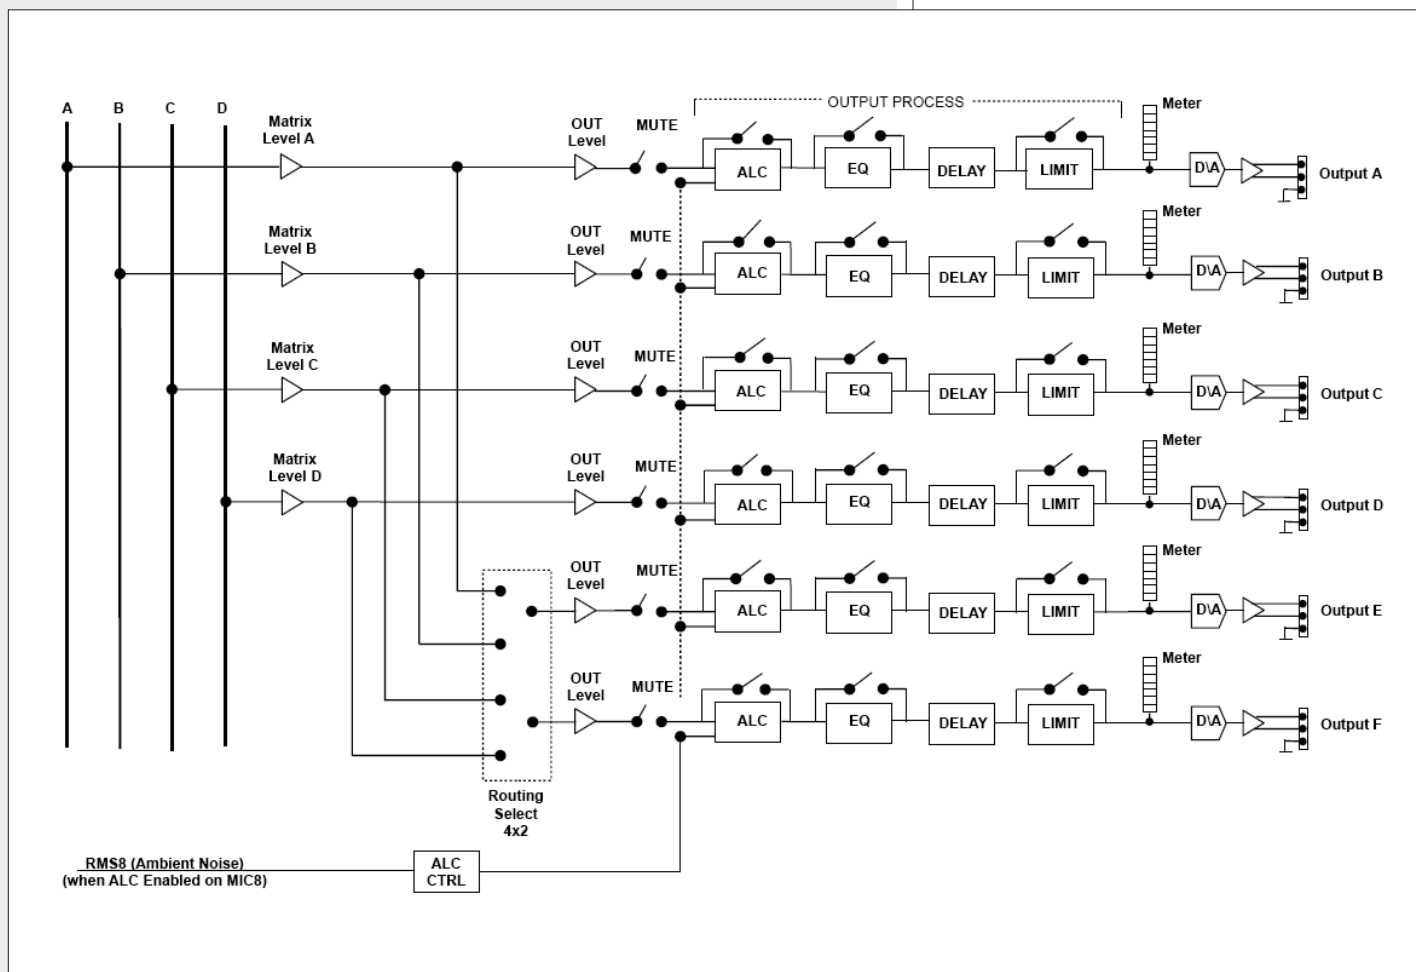 OUTPUT PROCESS
A B C D
Matrix
Level A
OUT
Level
MUTE
ALC
EQ
DELAY
LIMIT
Meter
D\A
Output A
Matrix
Level B
OUT
Level
MUTE
ALC
EQ
DELAY
LIMIT
Meter
D\A
Output B
Matrix
Level C
OUT
Level
MUTE
ALC
EQ
DELAY
LIMIT
Meter
D\A
Output C
Matrix
Level D
OUT
Level
MUTE
ALC
EQ
DELAY
LIMIT
Meter
D\A
Output D
OUT
Level
MUTE
ALC
EQ
DELAY
LIMIT
Meter
D\A
Output E
OUT
Level
MUTE
ALC
EQ
DELAY
LIMIT
Meter
D\A
Output F
Routing
Select
4x2
RMS8 (Ambient Noise)
(when ALC Enabled on MIC8)
ALC
CTRL